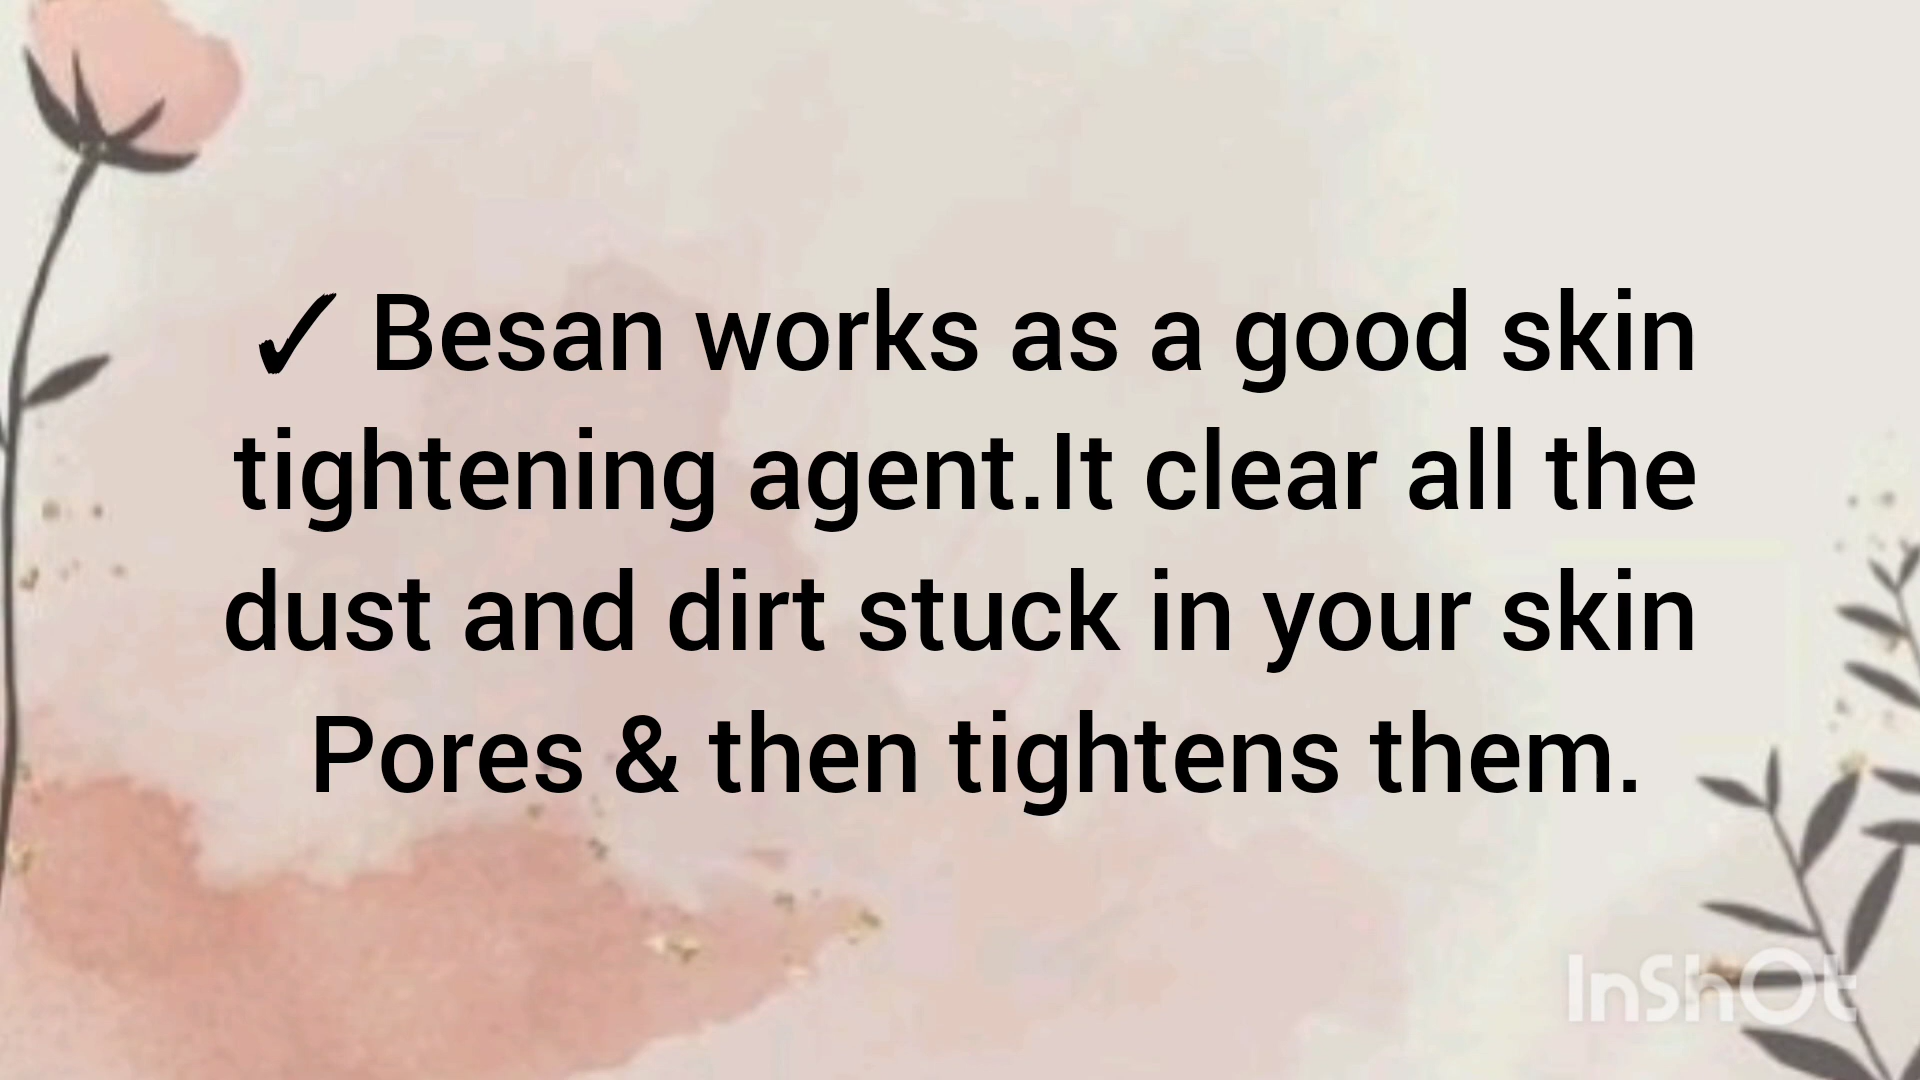 ✓ Besan works as a good skin
tightening agent.It clear all the
dust and dirt stuck in your skin
Pores & then tightens them.
InShOt